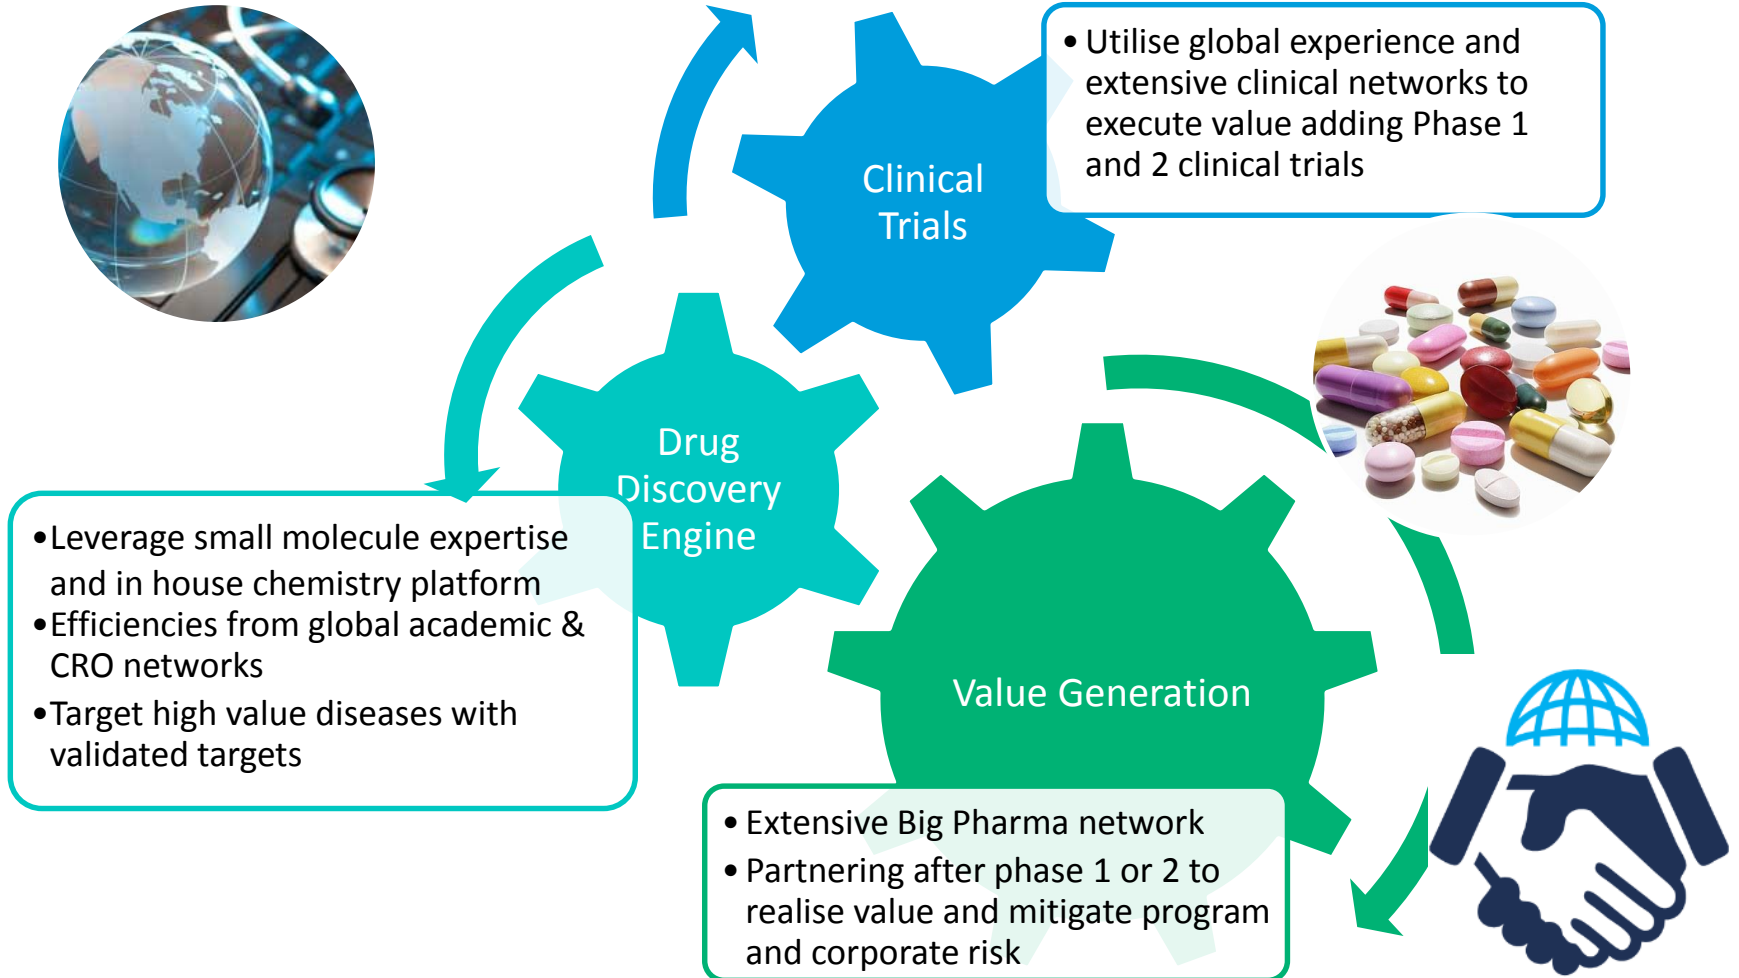 • Utilise global experience and
extensive clinical networks to
execute value adding Phase 1
and 2 clinical trials
Clinical
Trials
Drug
Discovery
Engine
•Leverage small molecule expertise
and in house chemistry platform
•Efficiencies from global academic &
CRO networks
•Target high value diseases with
validated targets
Value Generation
• Extensive Big Pharma network
• Partnering after phase 1 or 2 to
realise value and mitigate program
and corporate risk